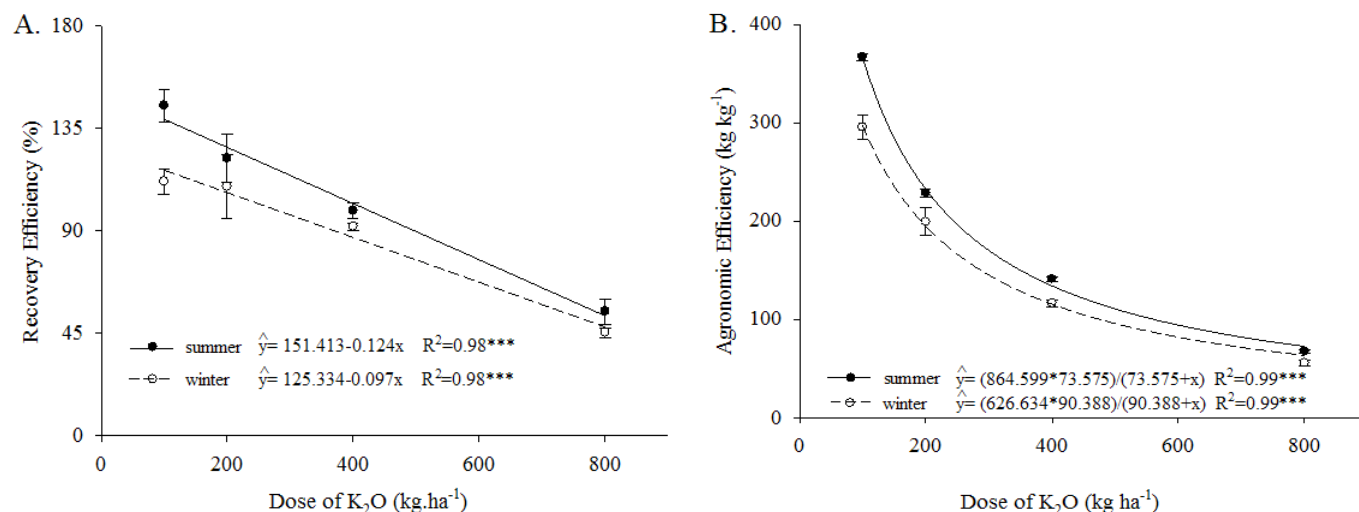 A.
180
135
90
45
0
Recovery Efficiency (%)
summer ŷ= 151.413-0.124x R²=0.98***
winter ŷ= 125.334-0.097x R²=0.98***
0 200 400 600 800
Dose of K₂O (kg.ha⁻¹)
B.
400
300
200
100
0
Agronomic Efficiency (kg kg⁻¹)
summer ŷ= (864.599*73.575)/(73.575+x) R²=0.99***
winter ŷ= (626.634*90.388)/(90.388+x) R²=0.99***
0 200 400 600 800
Dose of K₂O (kg ha⁻¹)